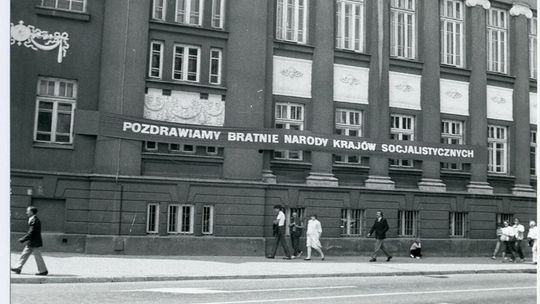 POZDRAWIAMY BRATNIE NARODY KRAJÓW SOCJALISTYCZNYCH